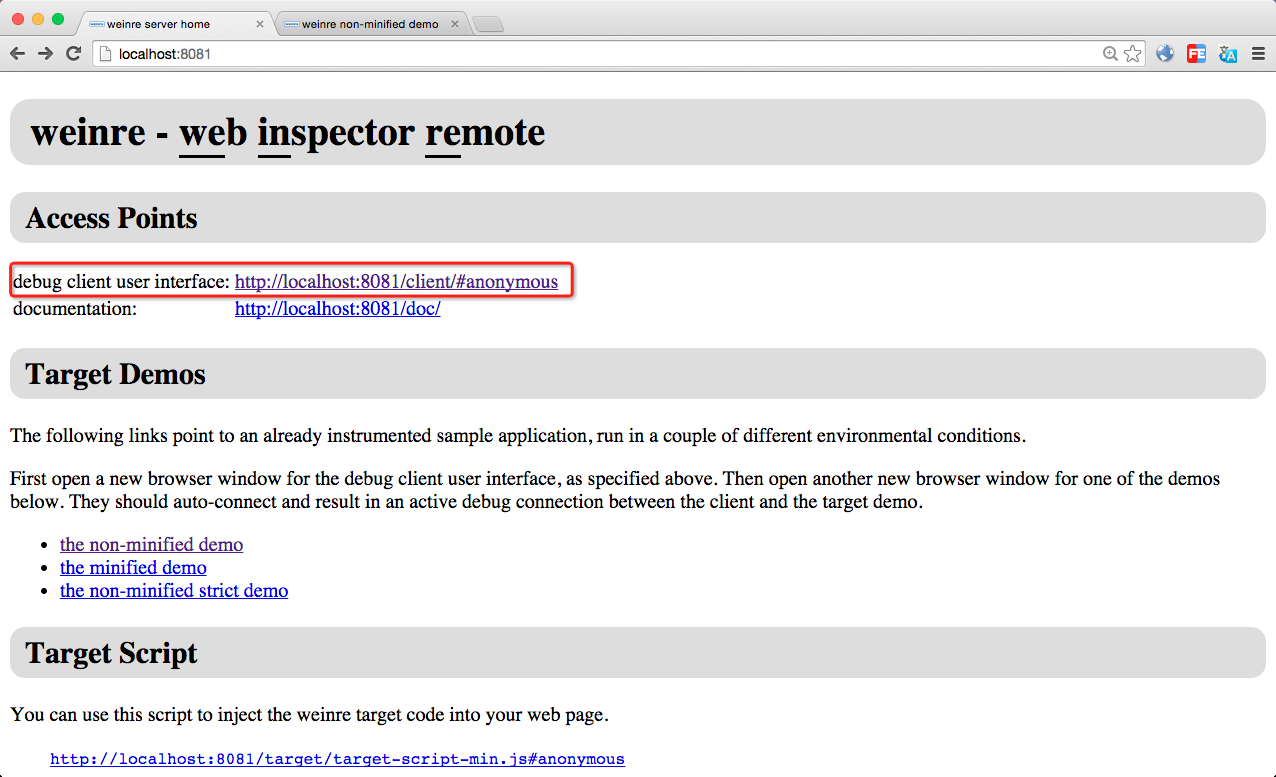 weinre server home
weinre non-minified demo
localhost:8081
FE
A
weinre - web inspector remote
Access Points
debug client user interface: http://localhost:8081/client/#anonymous
documentation: http://localhost:8081/doc/
Target Demos
The following links point to an already instrumented sample application, run in a couple of different environmental conditions.
First open a new browser window for the debug client user interface, as specified above. Then open another new browser window for one of the demos
below. They should auto-connect and result in an active debug connection between the client and the target demo.
the non-minified demo
the minified demo
the non-minified strict demo
Target Script
You can use this script to inject the weinre target code into your web page.
http://localhost:8081/target/target-script-min.js#anonymous